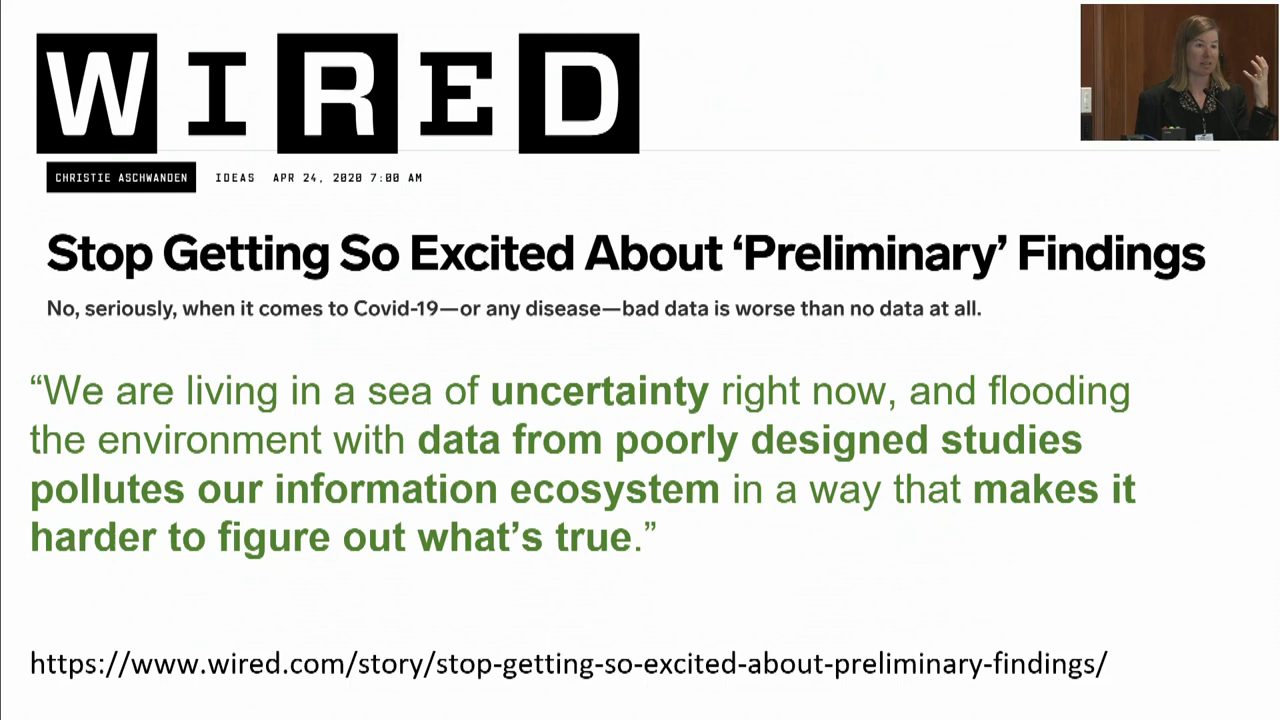 WIRED
CHRISTIE ASCHWANDEN IDEAS APR 24, 2020 7:00 AM
Stop Getting So Excited About ‘Preliminary’ Findings
No, seriously, when it comes to Covid-19—or any disease—bad data is worse than no data at all.
“We are living in a sea of uncertainty right now, and flooding
the environment with data from poorly designed studies
pollutes our information ecosystem in a way that makes it
harder to figure out what’s true.”
https://www.wired.com/story/stop-getting-so-excited-about-preliminary-findings/